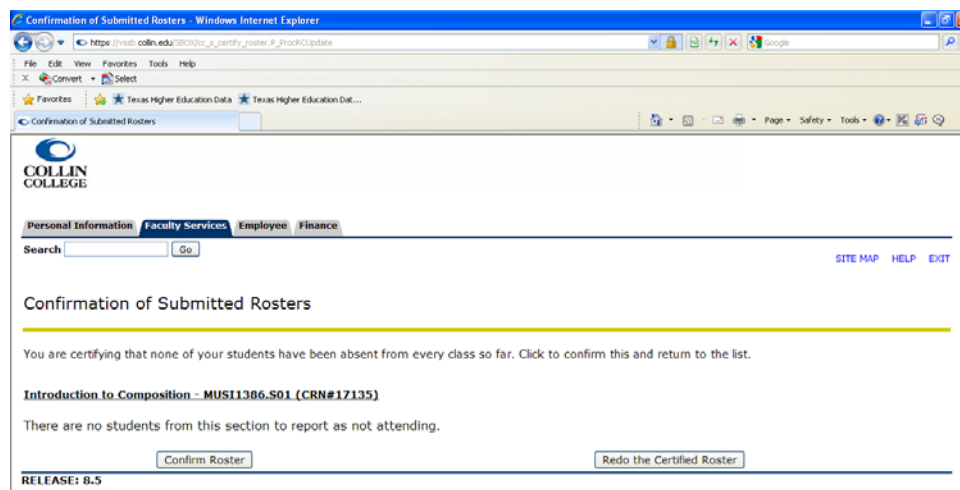 Confirmation of Submitted Rosters - Windows Internet Explorer
https://vssb.collin.edu/SBOX/cc_s_certify_roster.P_ProcRCUpdate
Google
File Edit View Favorites Tools Help
X Convert Select
Favorites Texas Higher Education Data Texas Higher Education Dat...
Confirmation of Submitted Rosters Page Safety Tools
COLLIN
COLLEGE
Personal Information Faculty Services Employee Finance
Search Go
SITE MAP HELP EXIT
Confirmation of Submitted Rosters
You are certifying that none of your students have been absent from every class so far. Click to confirm this and return to the list.
Introduction to Composition - MUSI1386.S01 (CRN#17135)
There are no students from this section to report as not attending.
Confirm Roster Redo the Certified Roster
RELEASE: 8.5